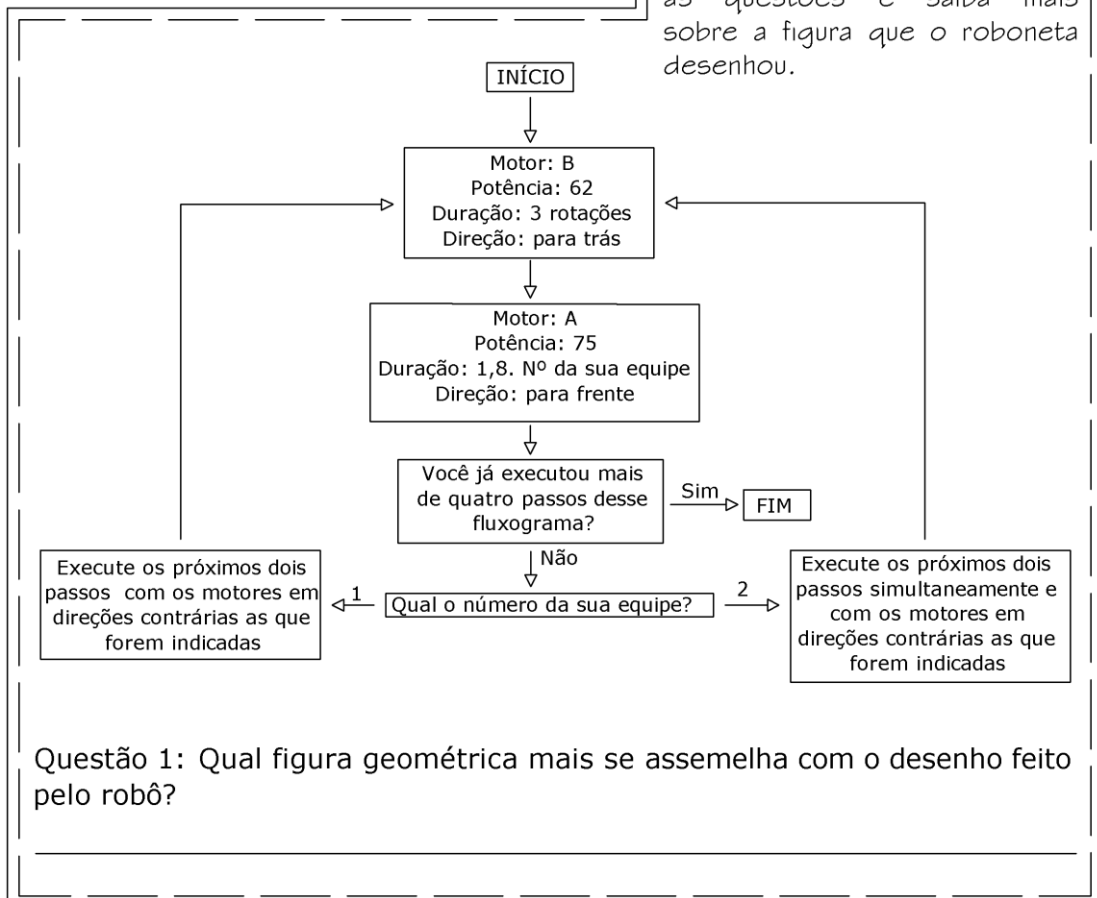 as questões e saiba mais
sobre a figura que o roboneta
desenhou.
INÍCIO
Motor: B
Potência: 62
Duração: 3 rotações
Direção: para trás
Motor: A
Potência: 75
Duração: 1,8. Nº da sua equipe
Direção: para frente
Você já executou mais
de quatro passos desse
fluxograma?
Sim
FIM
Não
Qual o número da sua equipe?
1
Execute os próximos dois
passos com os motores em
direções contrárias as que
forem indicadas
2
Execute os próximos dois
passos simultaneamente e
com os motores em
direções contrárias as que
forem indicadas
Questão 1: Qual figura geométrica mais se assemelha com o desenho feito
pelo robô?